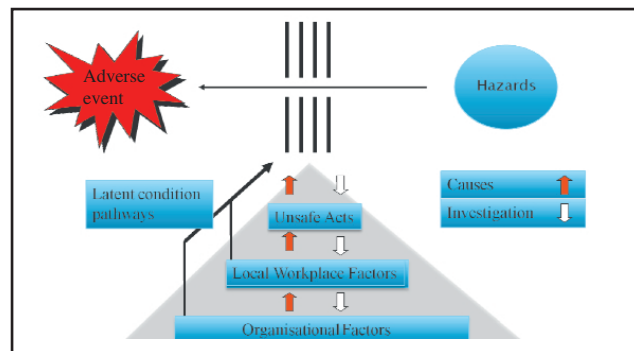 Adverse
event
Hazards
Latent condition
pathways
Causes
Investigation
Unsafe Acts
Local Workplace Factors
Organisational Factors